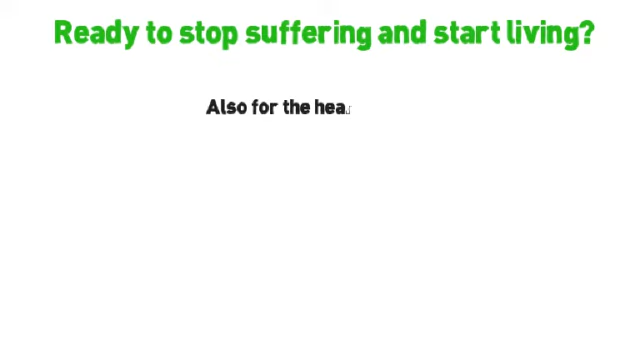 Ready to stop suffering and start living?
Also for the hea